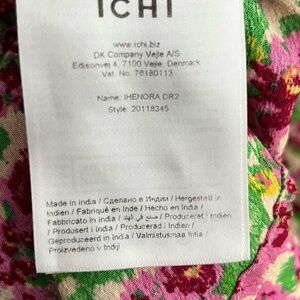 ICHI
www.ichi.biz
DK Company Vejle A/S
Edisonvej 4, 7100 Vejle, Denmark
Vat. No. 76180113
Name: IHENORA DR2
Style: 20118345
Made in india / Сделано в Индии / Hergestellt in
Indien / Fabriqué en Inde / Hecho en India /
Fabbricato in India / صنع في الهند / Produceret i Indien
/ Produsert i India / Producerad i Indien /
Geproduceerd in India / Valmistusmaa Intia /
Proizvedeno v Indiji